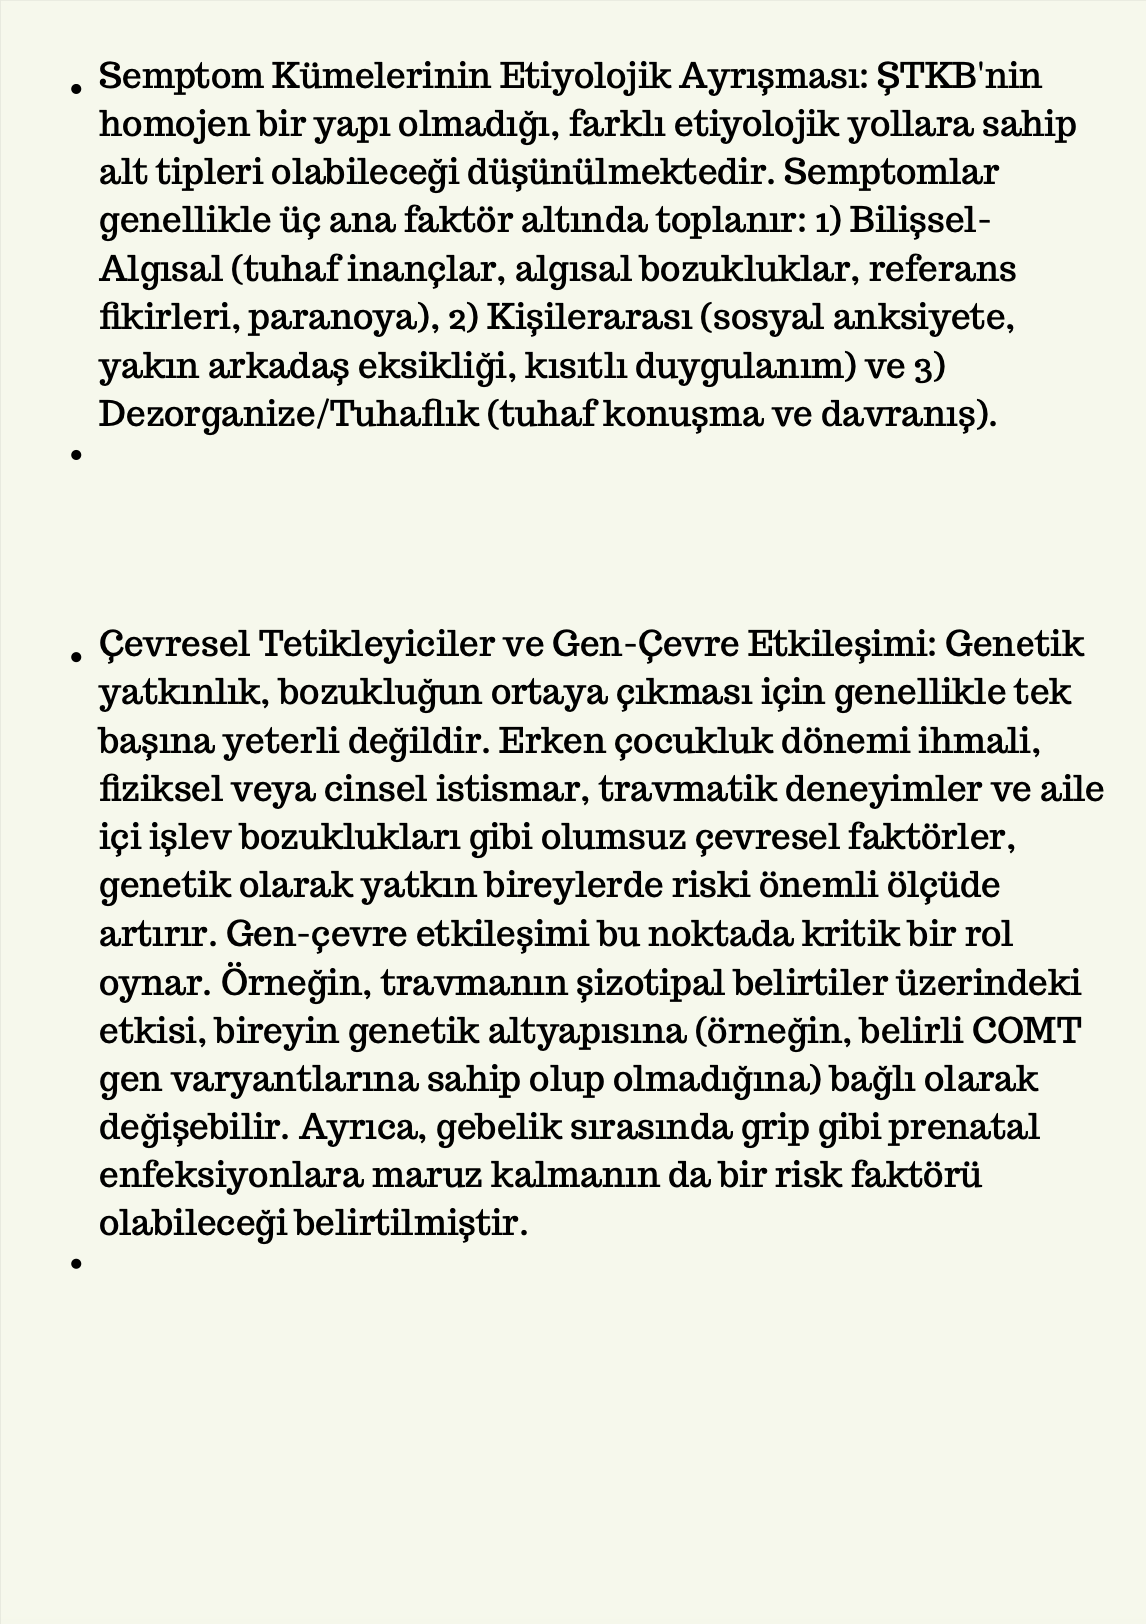 • Semptom Kümelerinin Etiyolojik Ayrışması: ŞTKB'nin
homojen bir yapı olmadığı, farklı etiyolojik yollara sahip
alt tipleri olabileceği düşünülmektedir. Semptomlar
genellikle üç ana faktör altında toplanır: 1) Bilişsel-
Algısal (tuhaf inançlar, algısal bozukluklar, referans
fikirleri, paranoya), 2) Kişilerarası (sosyal anksiyete,
yakın arkadaş eksikliği, kısıtlı duygulanım) ve 3)
Dezorganize/Tuhaflık (tuhaf konuşma ve davranış).
•
• Çevresel Tetikleyiciler ve Gen-Çevre Etkileşimi: Genetik
yatkınlık, bozukluğun ortaya çıkması için genellikle tek
başına yeterli değildir. Erken çocukluk dönemi ihmali,
fiziksel veya cinsel istismar, travmatik deneyimler ve aile
içi işlev bozuklukları gibi olumsuz çevresel faktörler,
genetik olarak yatkın bireylerde riski önemli ölçüde
artırır. Gen-çevre etkileşimi bu noktada kritik bir rol
oynar. Örneğin, travmanın şizotipal belirtiler üzerindeki
etkisi, bireyin genetik altyapısına (örneğin, belirli COMT
gen varyantlarına sahip olup olmadığına) bağlı olarak
değişebilir. Ayrıca, gebelik sırasında grip gibi prenatal
enfeksiyonlara maruz kalmanın da bir risk faktörü
olabileceği belirtilmiştir.
•